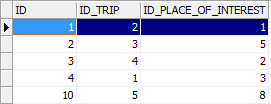 ID ID_TRIP ID_PLACE_OF_INTEREST
1 2 1
2 3 5
3 4 2
4 1 3
10 5 8